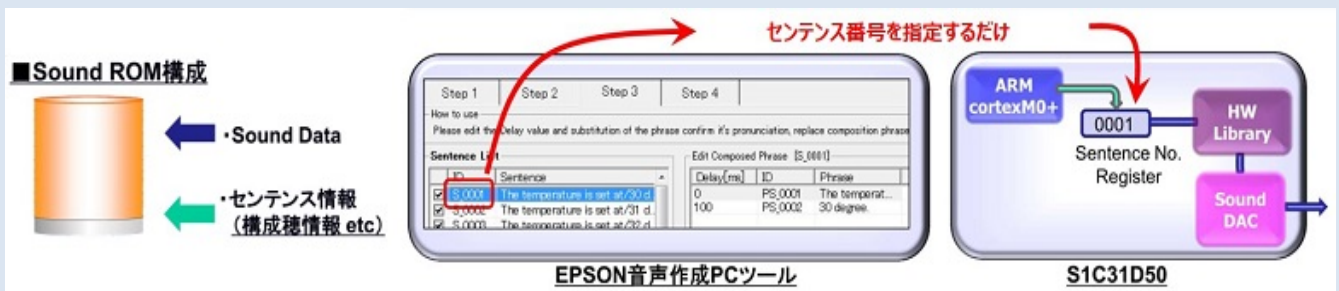 センテンス番号を指定するだけ
■Sound ROM構成
・Sound Data
・センテンス情報
（構成穂情報 etc）
Step 1 Step 2 Step 3 Step 4
How to use
Please edit the Delay value and substitution of the phrase confirm it's pronunciation, replace composition phrase
Sentence List
ID Sentence
S_0001 The temperature is set at/30 d
S_0002 The temperature is set at/31 d..
S_0003 The temperature is set at/32 d
Edit Composed Phrase [S_0001]
Delay[ms] ID Phrase
0 PS_0001 The temperat...
100 PS_0002 30 degree.
EPSON音声作成PCツール
ARM
cortexM0+
0001
Sentence No.
Register
HW
Library
Sound
DAC
S1C31D50